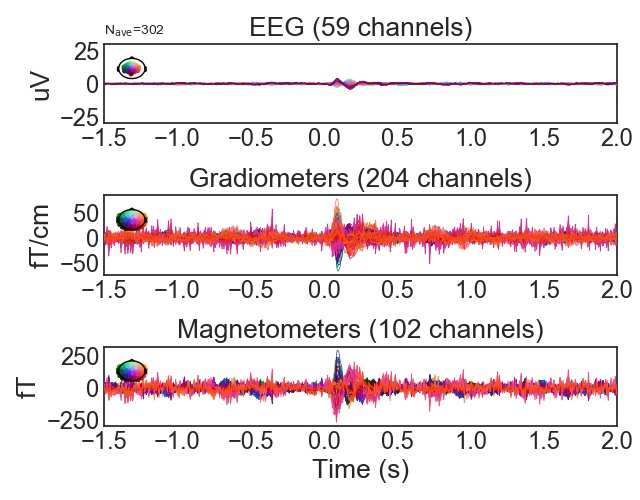 N_ave=302
EEG (59 channels)
25
0
−25
uV
−1.5 −1.0 −0.5 0.0 0.5 1.0 1.5 2.0
Gradiometers (204 channels)
50
0
−50
fT/cm
−1.5 −1.0 −0.5 0.0 0.5 1.0 1.5 2.0
Magnetometers (102 channels)
250
0
−250
fT
−1.5 −1.0 −0.5 0.0 0.5 1.0 1.5 2.0
Time (s)